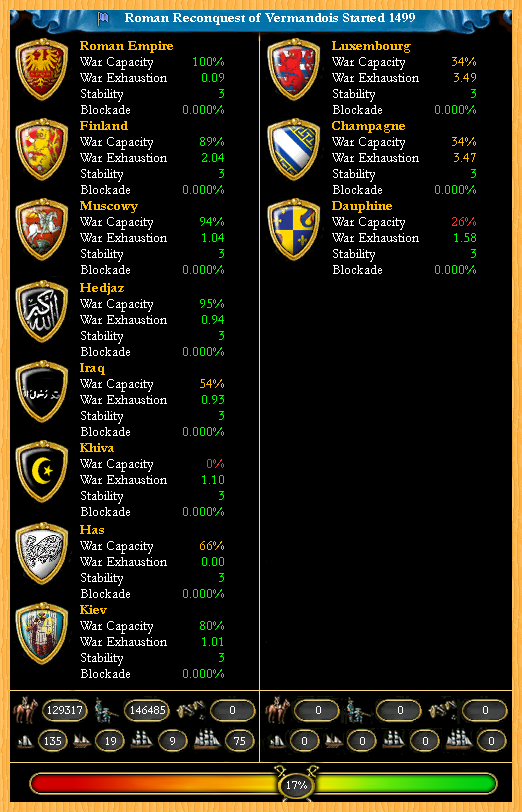 Roman Reconquest of Vermandois Started 1499
Roman Empire
War Capacity 100%
War Exhaustion 0.09
Stability 3
Blockade 0.000%
Finland
War Capacity 89%
War Exhaustion 2.04
Stability 3
Blockade 0.000%
Muscowy
War Capacity 94%
War Exhaustion 1.04
Stability 3
Blockade 0.000%
Hedjaz
War Capacity 95%
War Exhaustion 0.94
Stability 3
Blockade 0.000%
Iraq
War Capacity 54%
War Exhaustion 0.93
Stability 3
Blockade 0.000%
Khiva
War Capacity 0%
War Exhaustion 1.10
Stability 3
Blockade 0.000%
Has
War Capacity 66%
War Exhaustion 0.00
Stability 3
Blockade 0.000%
Kiev
War Capacity 80%
War Exhaustion 1.01
Stability 3
Blockade 0.000%
129317 146485 0
135 19 9 75
Luxembourg
War Capacity 34%
War Exhaustion 3.49
Stability 3
Blockade 0.000%
Champagne
War Capacity 34%
War Exhaustion 3.47
Stability 3
Blockade 0.000%
Dauphine
War Capacity 26%
War Exhaustion 1.58
Stability 3
Blockade 0.000%
0 0 0
0 0 0 0
17%